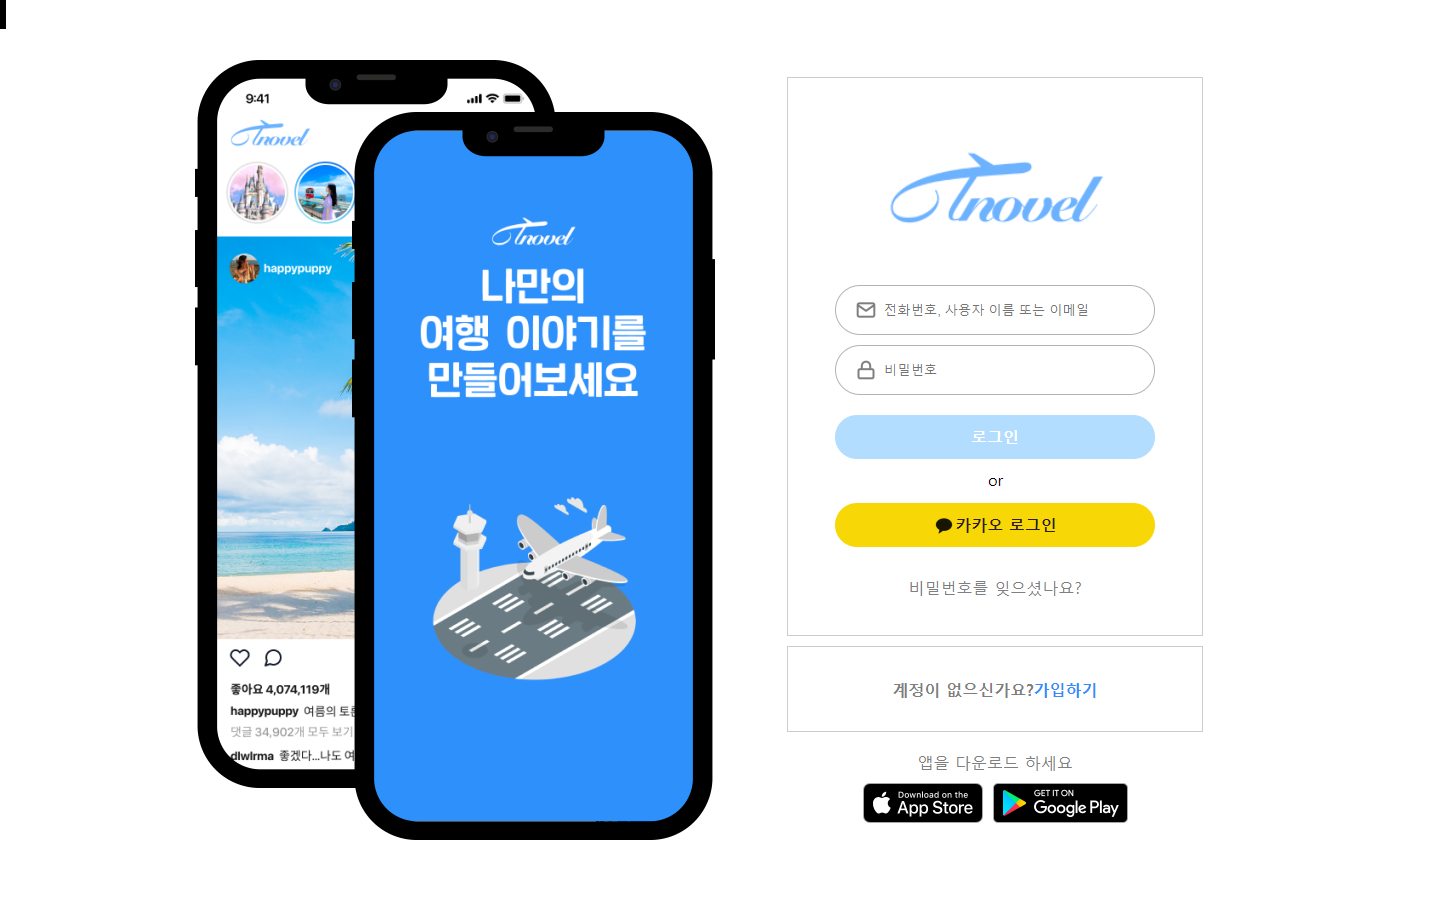 9:41
Tnovel
happypuppy
좋아요 4,074,119개
happypuppy 여름의 토
댓글 34,902개 모두 보기
dlwlrma 좋겠다...나도 여
Tnovel
나만의
여행 이야기를
만들어보세요
Tnovel
전화번호, 사용자 이름 또는 이메일
비밀번호
로그인
or
카카오 로그인
비밀번호를 잊으셨나요?
계정이 없으신가요?가입하기
앱을 다운로드 하세요
Download on the
App Store
GET IT ON
Google Play